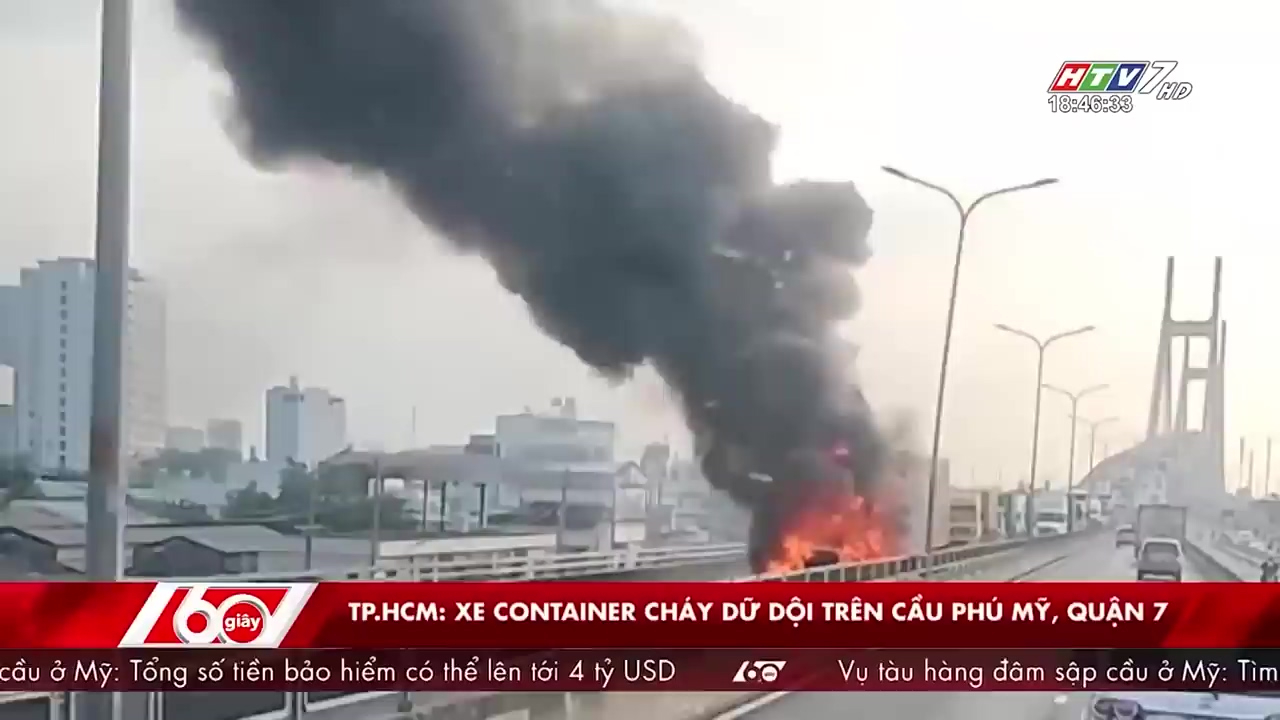 HTV7 HD
18:46:33
60 giây
TP.HCM: XE CONTAINER CHÁY DỮ DỘI TRÊN CẦU PHÚ MỸ, QUẬN 7
cầu ở Mỹ: Tổng số tiền bảo hiểm có thể lên tới 4 tỷ USD 60 Vụ tàu hàng đâm sập cầu ở Mỹ: Tìm